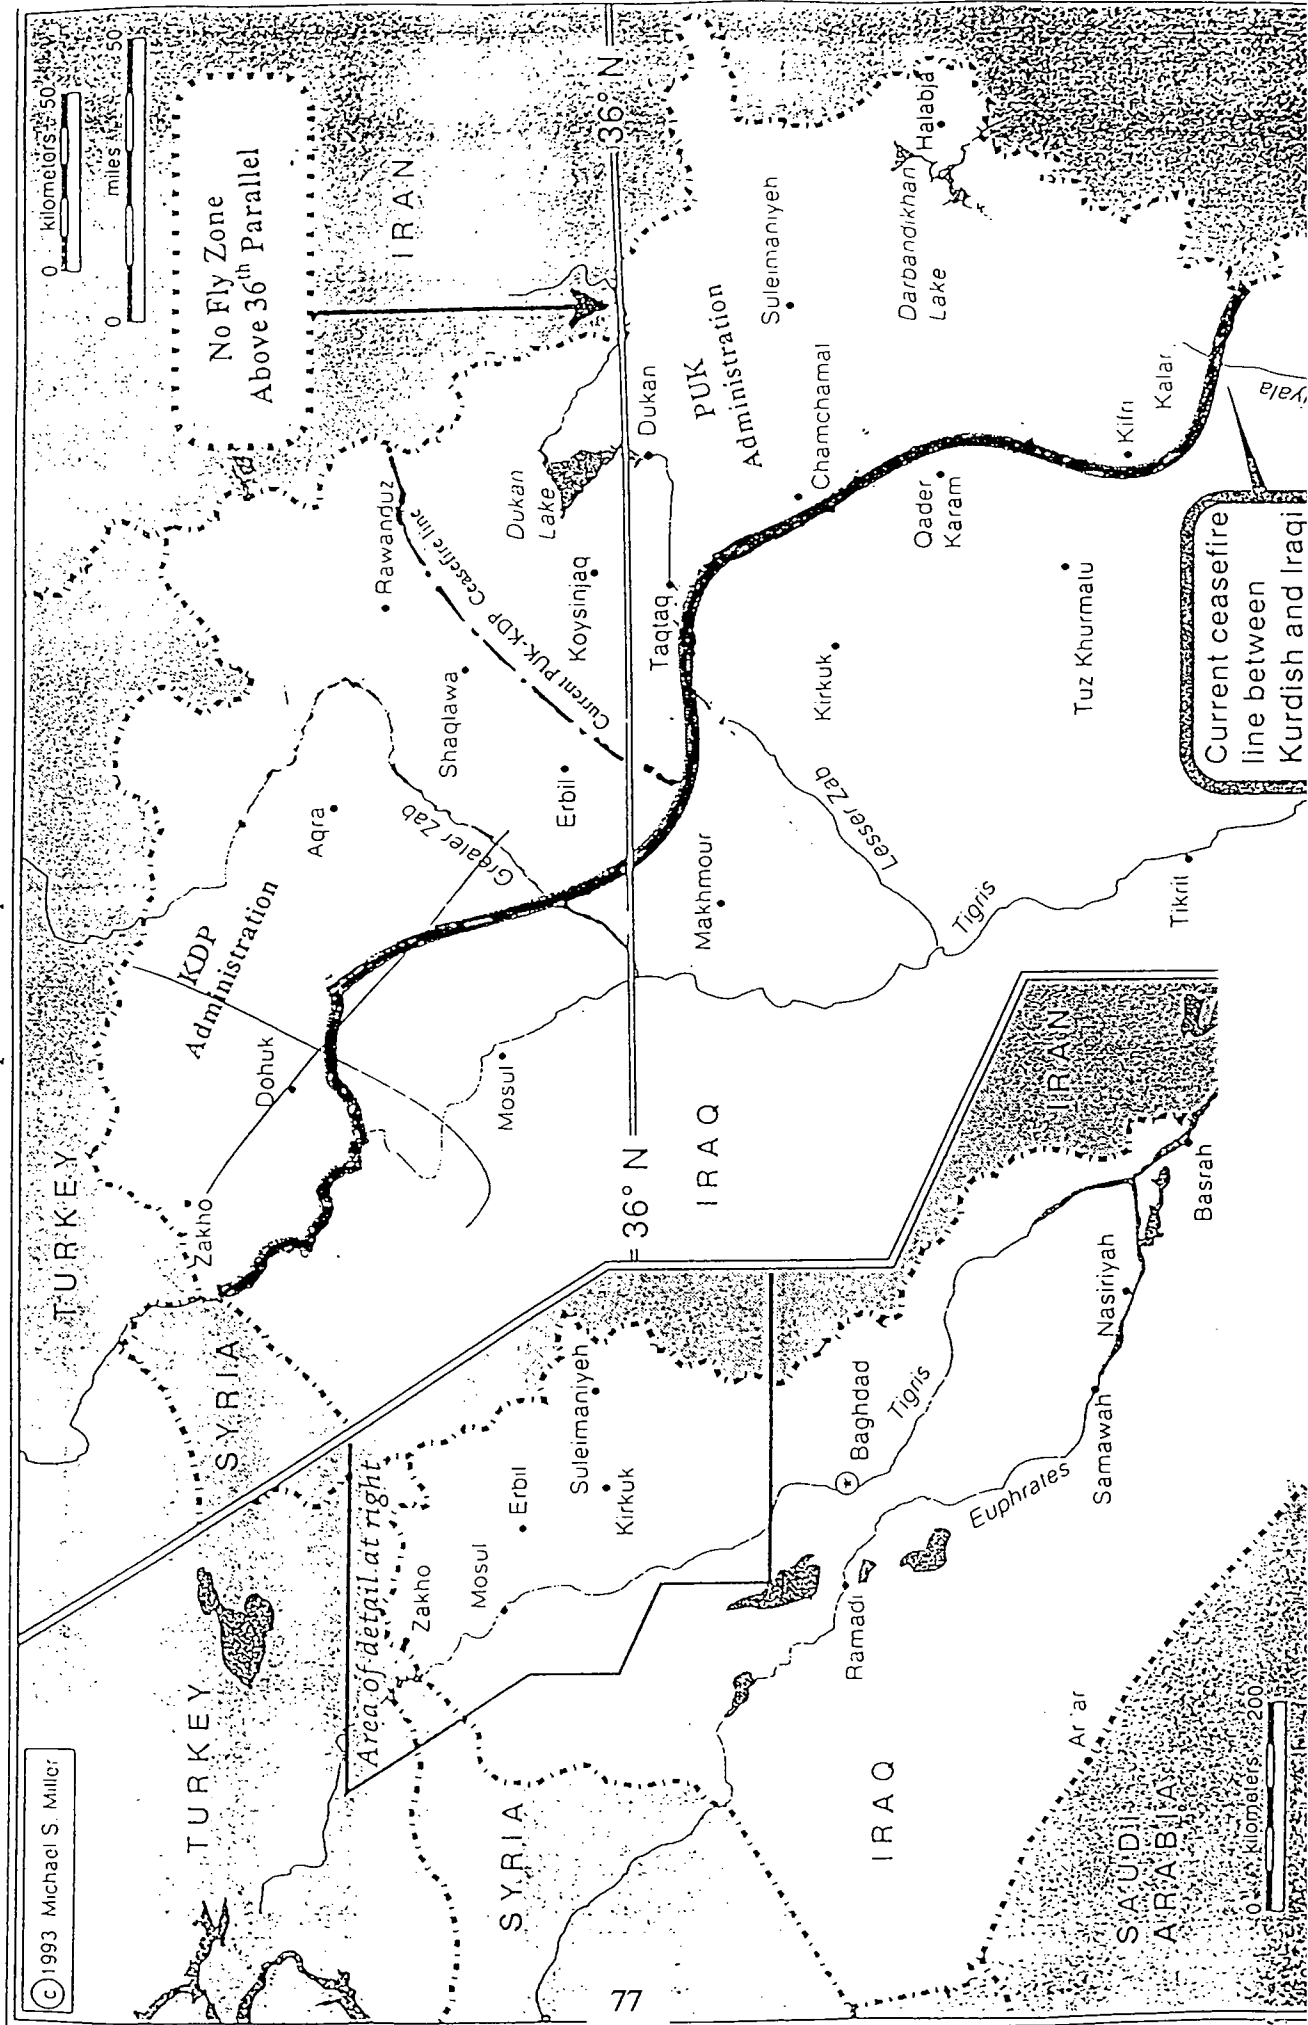 © 1993 Michael S. Miller
TURKEY
SYRIA
Area of detail at right
Zakho
Mosul
Erbil
Suleimaniyeh
Kirkuk
Baghdad
Tigris
Ramadi
Euphrates
Samawah
Nasiriyah
Basrah
IRAN
IRAQ
Ar'ar
SAUDI
ARABIA
0 kilometers 200
TURKEY
SYRIA
Zakho
Dohuk
KDP
Administration
Aqra
Greater Zab
Mosul
Shaqlawa
Rawanduz
Erbil
Current PUK-KDP Ceasefire line
Koysinjaq
Dukan
Lake
0 kilometers 50
0 miles 50
No Fly Zone
Above 36th Parallel
IRAN
36° N
36° N
IRAQ
Makhmour
Taqtaq
Dukan
PUK
Administration
Suleimaniyeh
Chamchamal
Kirkuk
Lesser Zab
Tigris
Qader
Karam
Darbandikhan
Lake
Halabja
Tuz Khurmalu
Kifri
Kalar
Tikrit
Current ceasefire
line between
Kurdish and Iraqi
77